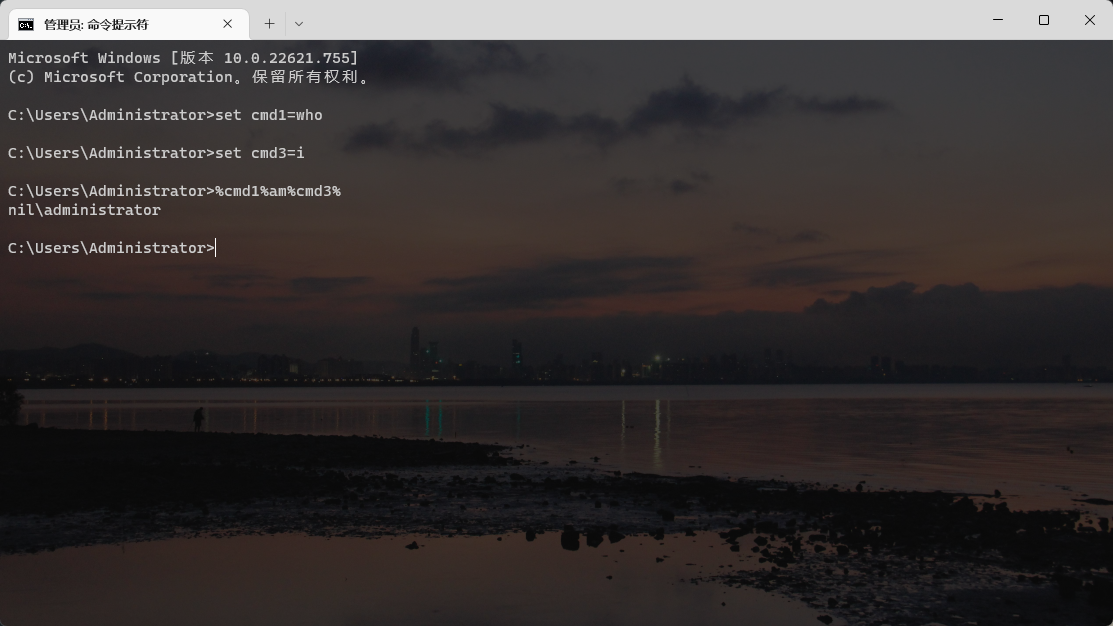 管理员: 命令提示符
Microsoft Windows [版本 10.0.22621.755]
(c) Microsoft Corporation。保留所有权利。
C:\Users\Administrator>set cmd1=who
C:\Users\Administrator>set cmd3=i
C:\Users\Administrator>%cmd1%am%cmd3%
nil\administrator
C:\Users\Administrator>